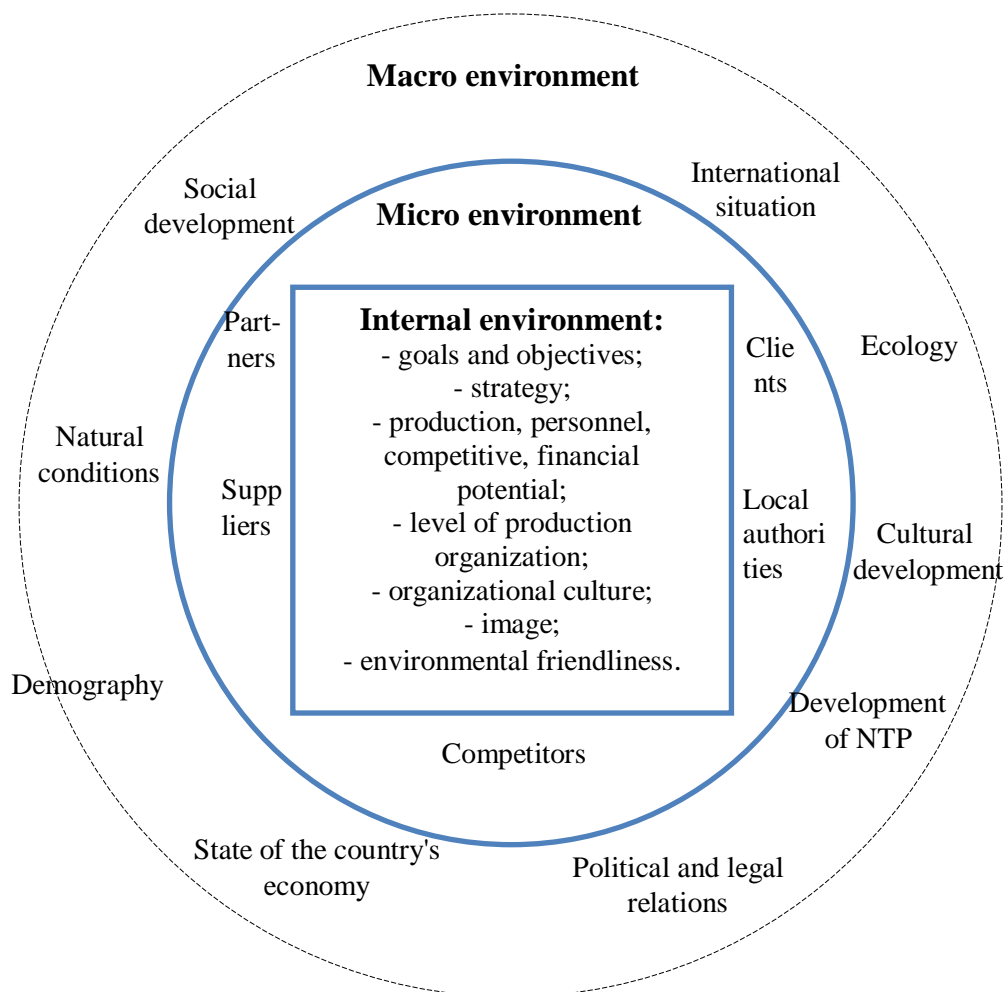 Macro environment
Social
development
International
situation
Micro environment
Part-
ners
Internal environment:
- goals and objectives;
- strategy;
- production, personnel,
competitive, financial
potential;
- level of production
organization;
- organizational culture;
- image;
- environmental friendliness.
Clie
nts
Ecology
Natural
conditions
Supp
liers
Local
authori
ties
Cultural
development
Demography
Development
of NTP
Competitors
State of the country's
economy
Political and legal
relations